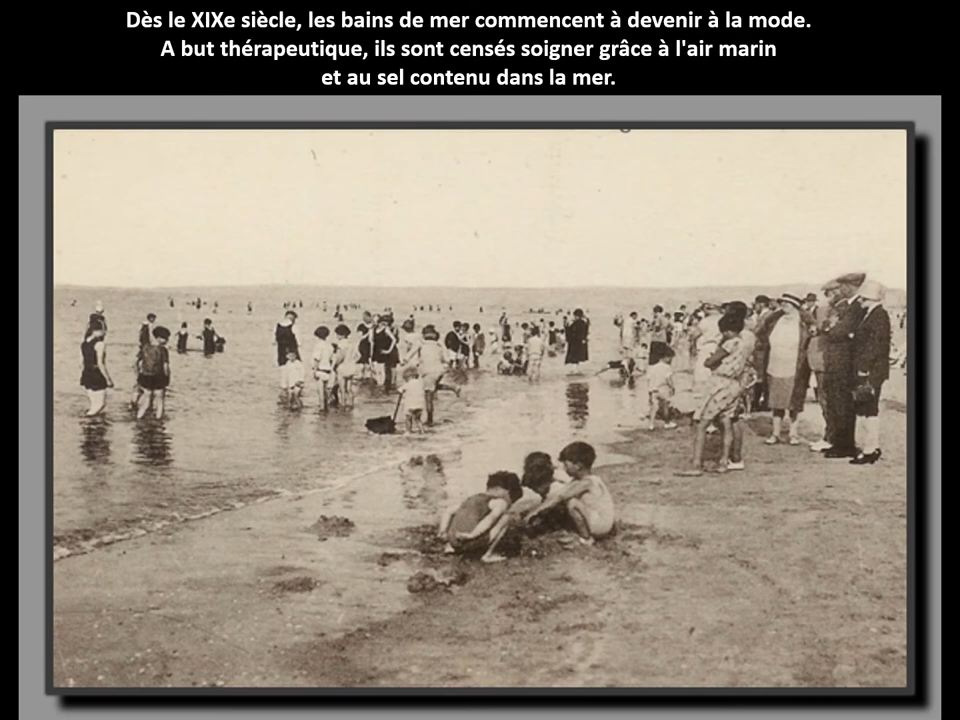 Dès le XIXe siècle, les bains de mer commencent à devenir à la mode.
A but thérapeutique, ils sont censés soigner grâce à l'air marin
et au sel contenu dans la mer.